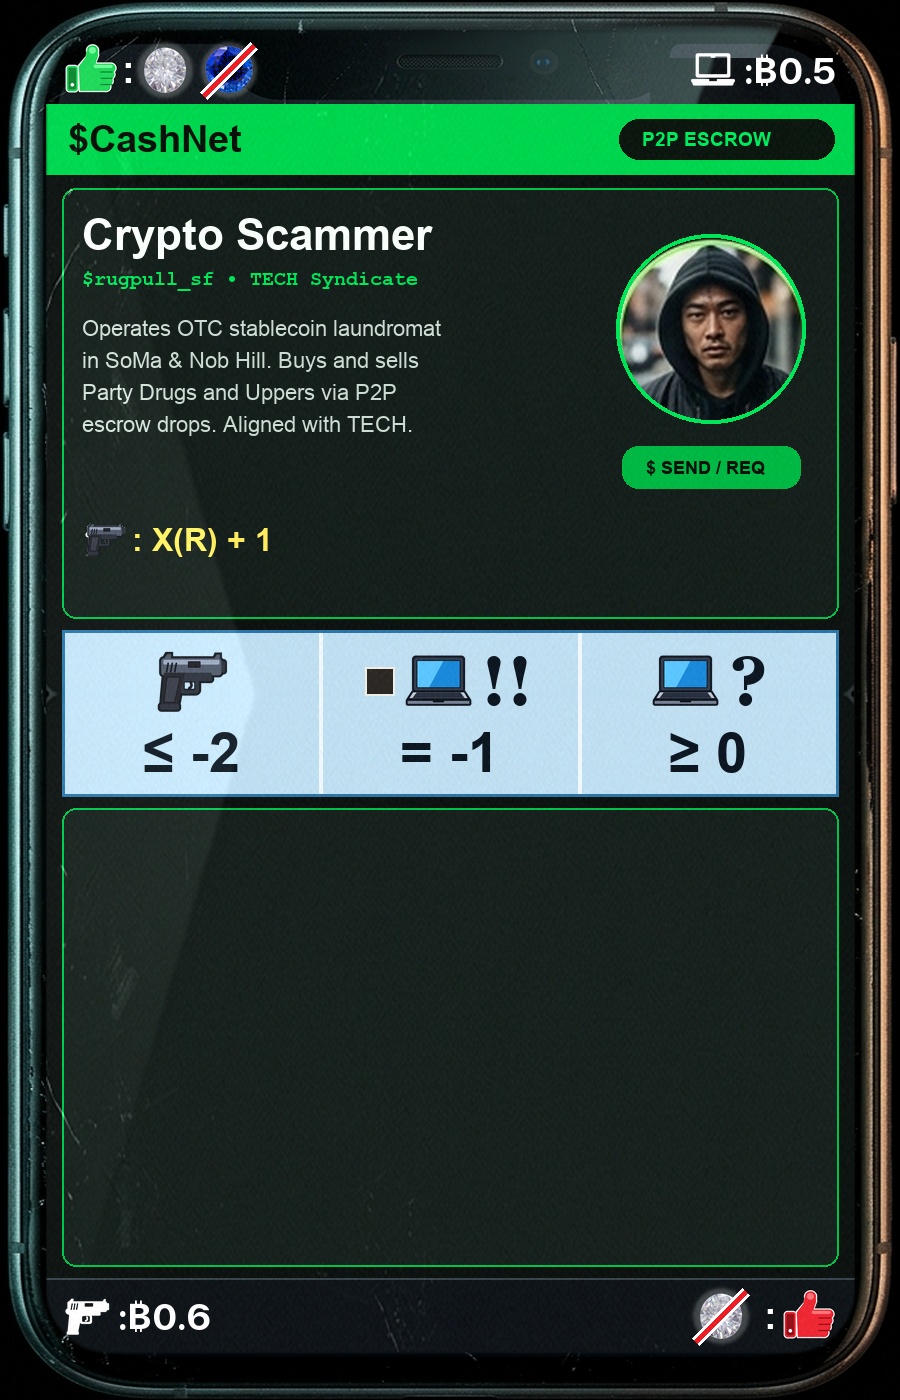 : :₿0.5
$CashNet P2P ESCROW
Crypto Scammer
$rugpull_sf • TECH Syndicate
Operates OTC stablecoin laundromat
in SoMa & Nob Hill. Buys and sells
Party Drugs and Uppers via P2P
escrow drops. Aligned with TECH.
$ SEND / REQ
: X(R) + 1
!! ?
≤ -2 = -1 ≥ 0
:₿0.6 :